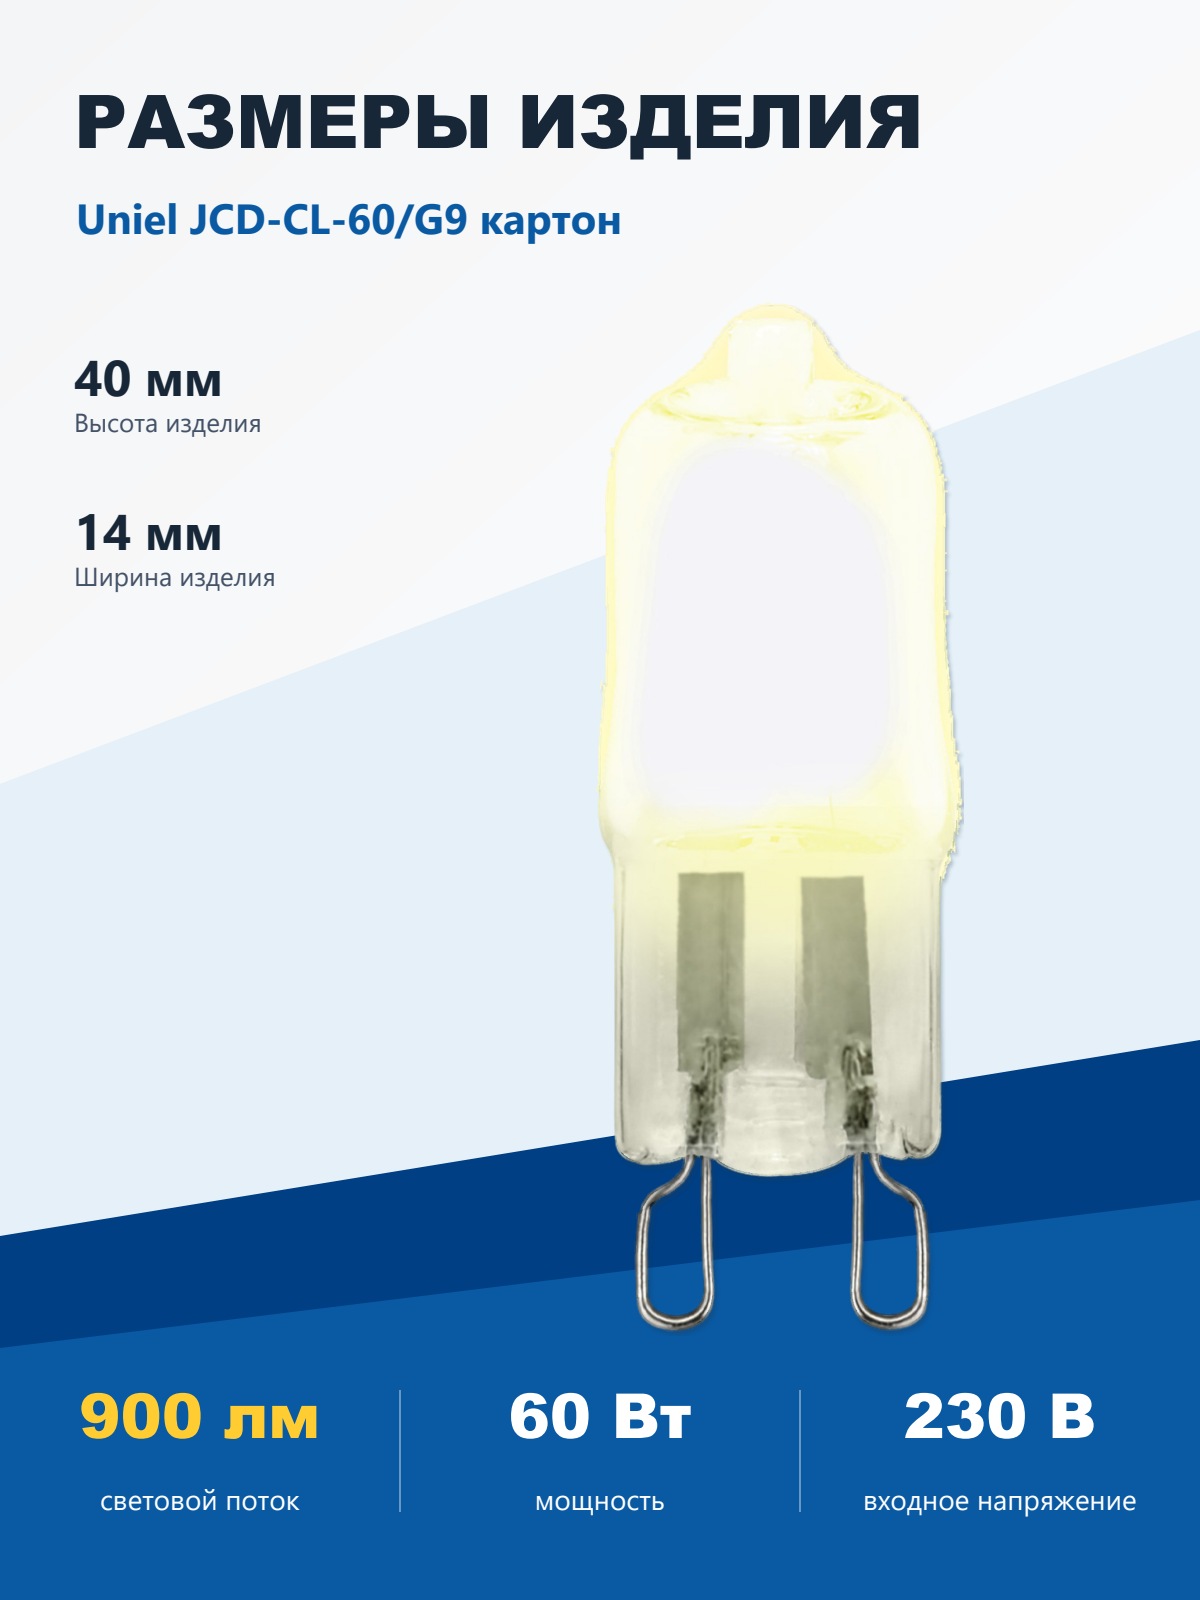 РАЗМЕРЫ ИЗДЕЛИЯ
Uniel JCD-CL-60/G9 картон
40 мм
Высота изделия
14 мм
Ширина изделия
900 лм
световой поток
60 Вт
мощность
230 В
входное напряжение